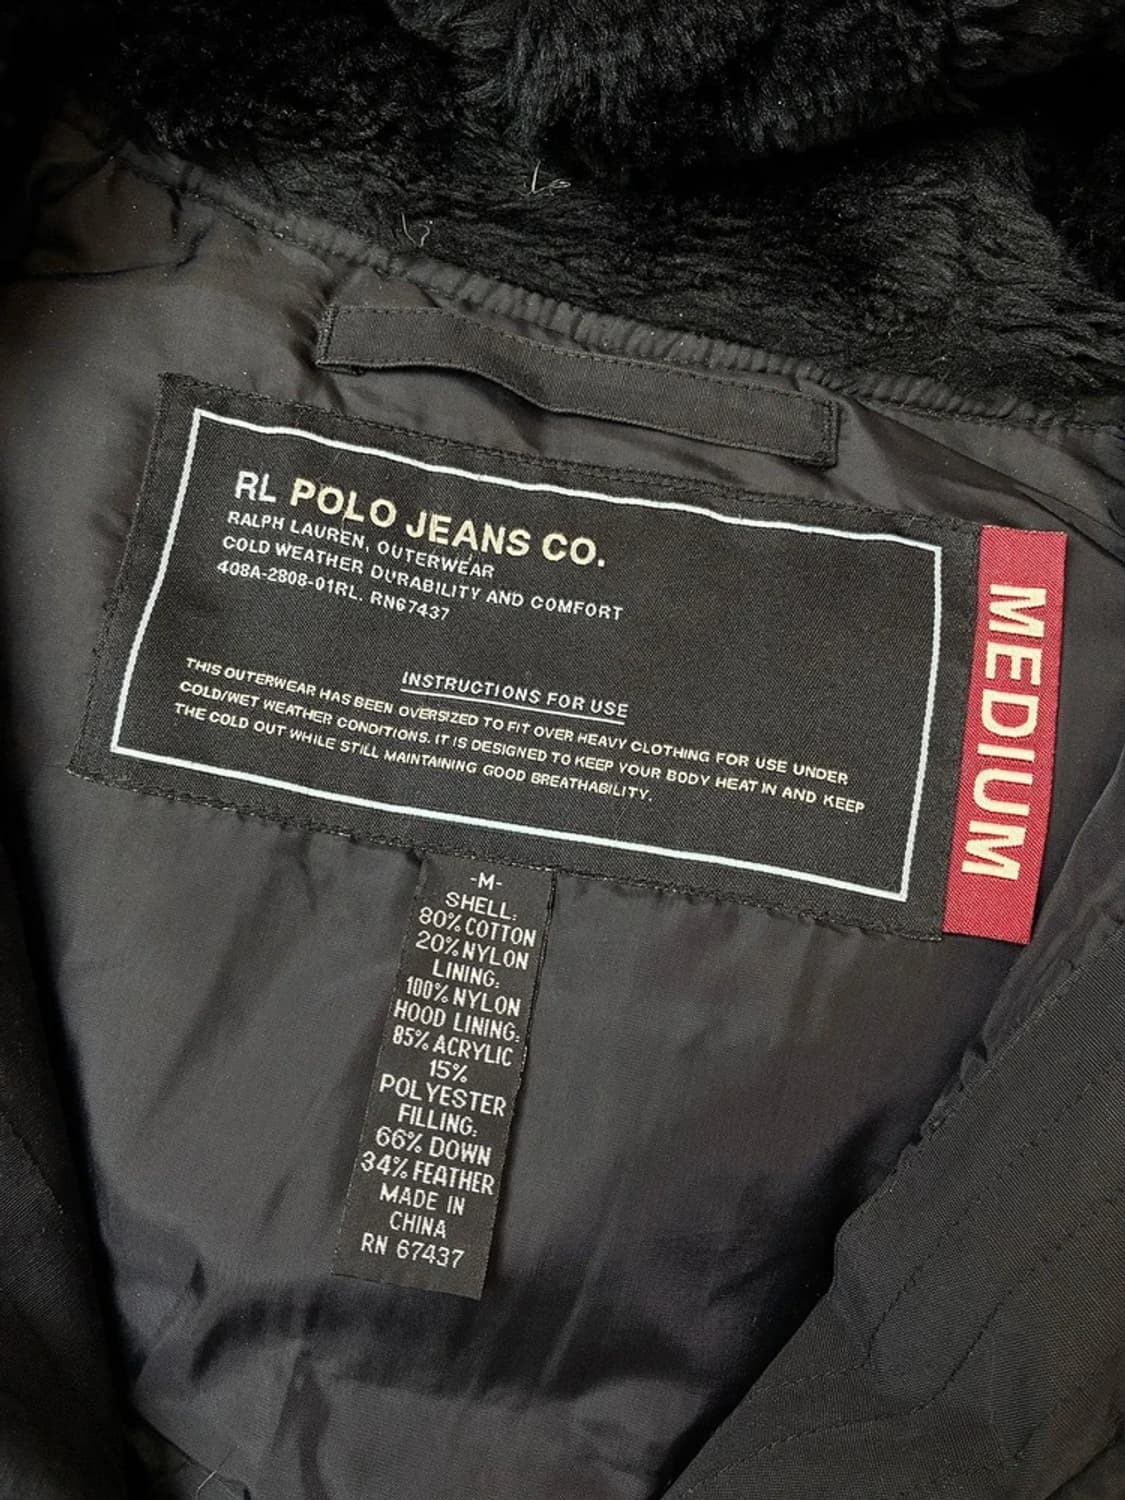 RL POLO JEANS CO.
RALPH LAUREN, OUTERWEAR
COLD WEATHER DURABILITY AND COMFORT
408A-2808-01RL. RN67437
INSTRUCTIONS FOR USE
THIS OUTERWEAR HAS BEEN OVERSIZED TO FIT OVER HEAVY CLOTHING FOR USE UNDER
COLD/WET WEATHER CONDITIONS. IT IS DESIGNED TO KEEP YOUR BODY HEAT IN AND KEEP
THE COLD OUT WHILE STILL MAINTAINING GOOD BREATHABILITY.
MEDIUM
-M-
SHELL:
80% COTTON
20% NYLON
LINING:
100% NYLON
HOOD LINING:
85% ACRYLIC
15%
POLYESTER
FILLING:
66% DOWN
34% FEATHER
MADE IN
CHINA
RN 67437